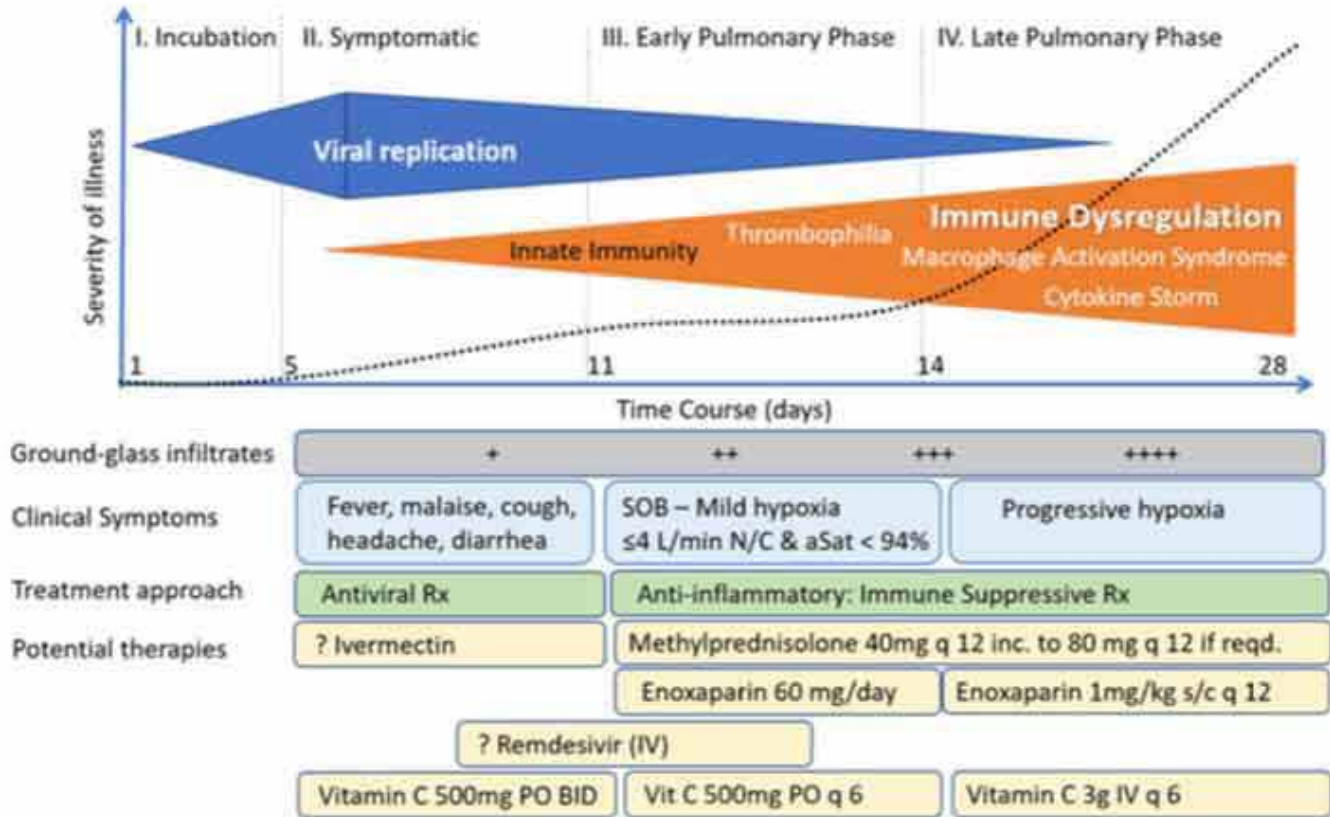 I. Incubation
II. Symptomatic
III. Early Pulmonary Phase
IV. Late Pulmonary Phase
Severity of illness
Viral replication
Innate Immunity
Thrombophilia
Immune Dysregulation
Macrophage Activation Syndrome
Cytokine Storm
1
5
11
14
28
Time Course (days)
Ground-glass infiltrates
+
++
+++
++++
Clinical Symptoms
Fever, malaise, cough,
headache, diarrhea
SOB – Mild hypoxia
≤4 L/min N/C & aSat < 94%
Progressive hypoxia
Treatment approach
Antiviral Rx
Anti-inflammatory: Immune Suppressive Rx
Potential therapies
? Ivermectin
Methylprednisolone 40mg q 12 inc. to 80 mg q 12 if reqd.
Enoxaparin 60 mg/day
Enoxaparin 1mg/kg s/c q 12
? Remdesivir (IV)
Vitamin C 500mg PO BID
Vit C 500mg PO q 6
Vitamin C 3g IV q 6